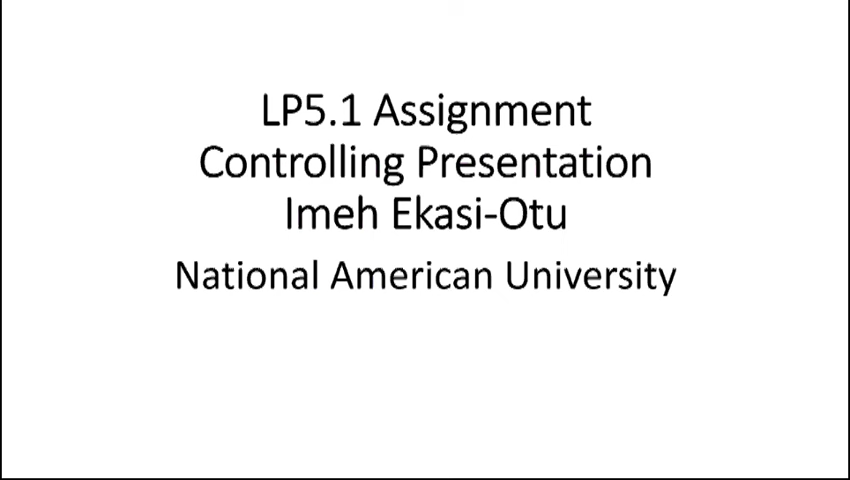 LP5.1 Assignment
Controlling Presentation
Imeh Ekasi-Otu
National American University